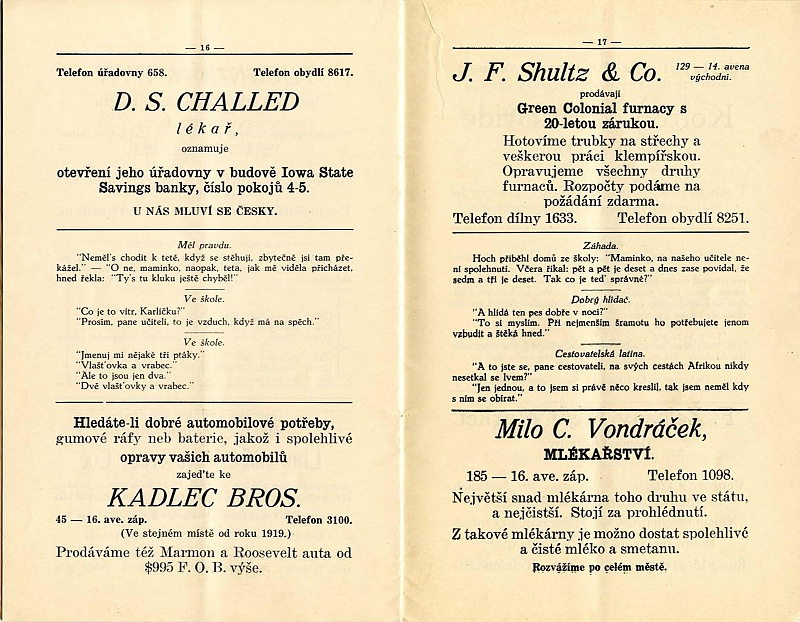 — 16 —
Telefon úřadovny 658. Telefon obydlí 8617.
D. S. CHALLED
lékař,
oznamuje
otevření jeho úřadovny v budově Iowa State
Savings banky, číslo pokojů 4-5.
U NÁS MLUVÍ SE ČESKY.
Měl pravdu.
"Neměl's chodit k tetě, když se stěhují, zbytečně jsi tam pře-
kážel." — "O ne, maminko, naopak, teta, jak mě viděla přicházet,
hned řekla: "Ty's tu kluku ještě chyběl!"
Ve škole.
"Co je to vítr, Karlíčku?"
"Prosím, pane učiteli, to je vzduch, když má na spěch."
Ve škole.
"Jmenuj mi nějaké tři ptáky."
"Vlašťovka a vrabec."
"Ale to jsou jen dva."
"Dvě vlašťovky a vrabec."
Hledáte-li dobré automobilové potřeby,
gumové ráfy neb baterie, jakož i spolehlivé
opravy vašich automobilů
zajeďte ke
KADLEC BROS.
45 — 16. ave. záp. Telefon 3100.
(Ve stejném místě od roku 1919.)
Prodáváme též Marmon a Roosevelt auta od
$995 F. O. B. výše.
— 17 —
J. F. Shultz & Co. 129 — 14. avena
východní.
prodávají
Green Colonial furnacy s
20-letou zárukou.
Hotovíme trubky na střechy a
veškerou práci klempířskou.
Opravujeme všechny druhy
furnaců. Rozpočty podáme na
požádání zdarma.
Telefon dílny 1633. Telefon obydlí 8251.
Záhada.
Hoch přiběhl domů ze školy: "Maminko, na našeho učitele ne-
ní spolehnutí. Včera říkal: pět a pět je deset a dnes zase povídal, že
sedm a tři je deset. Tak co je teď správné?"
Dobrý hlídač.
"A hlídá ten pes dobře v noci?"
"To si myslím. Při nejmenším šramotu ho potřebujete jenom
vzbudit a štěká hned."
Cestovatelská latina.
"A to jste se, pane cestovateli, na svých cestách Afrikou nikdy
nesetkal se lvem?"
"Jen jednou, a to jsem si právě něco kreslil, tak jsem neměl kdy
s ním se obírat."
Milo C. Vondráček,
MLÉKAŘSTVÍ.
185 — 16. ave. záp. Telefon 1098.
Největší snad mlékárna toho druhu ve státu,
a nejčistší. Stojí za prohlédnutí.
Z takové mlékárny je možno dostat spolehlivé
a čisté mléko a smetanu.
Rozvážíme po celém městě.